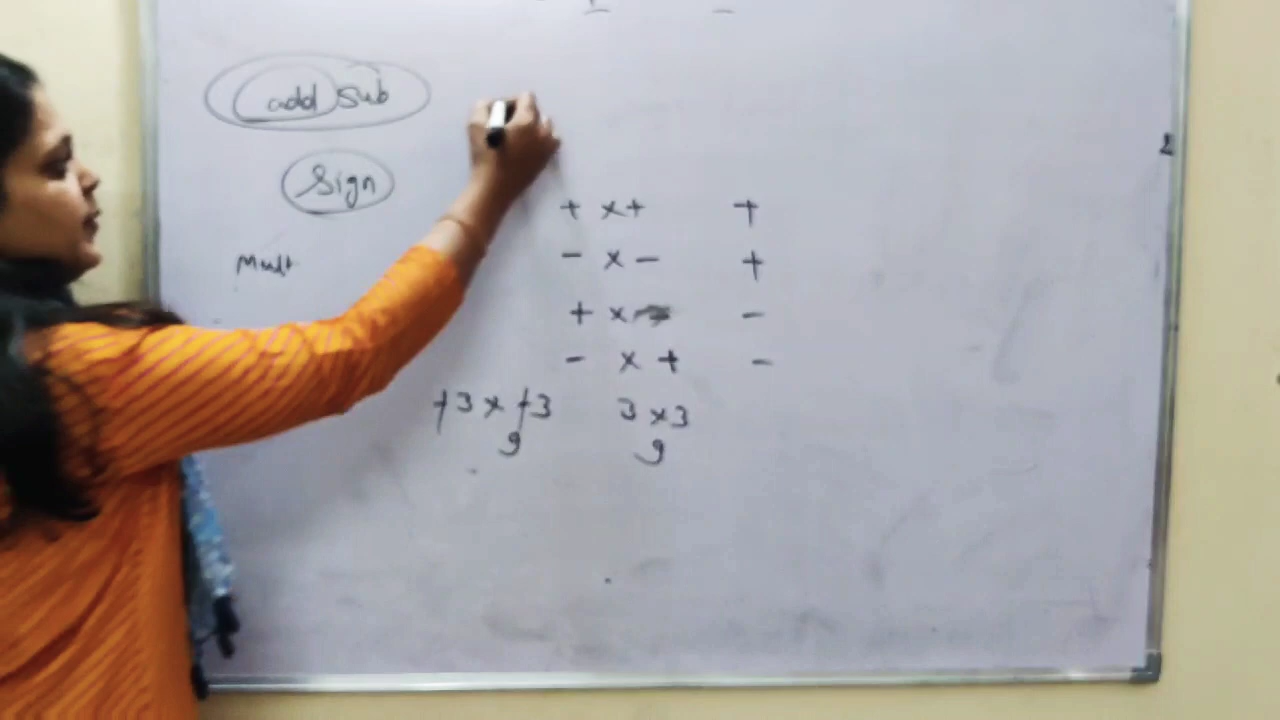 add sub
Sign
Mult
+ × + +
- × - +
+ × - -
- × + -
+3 × +3 3 × 3
9 9